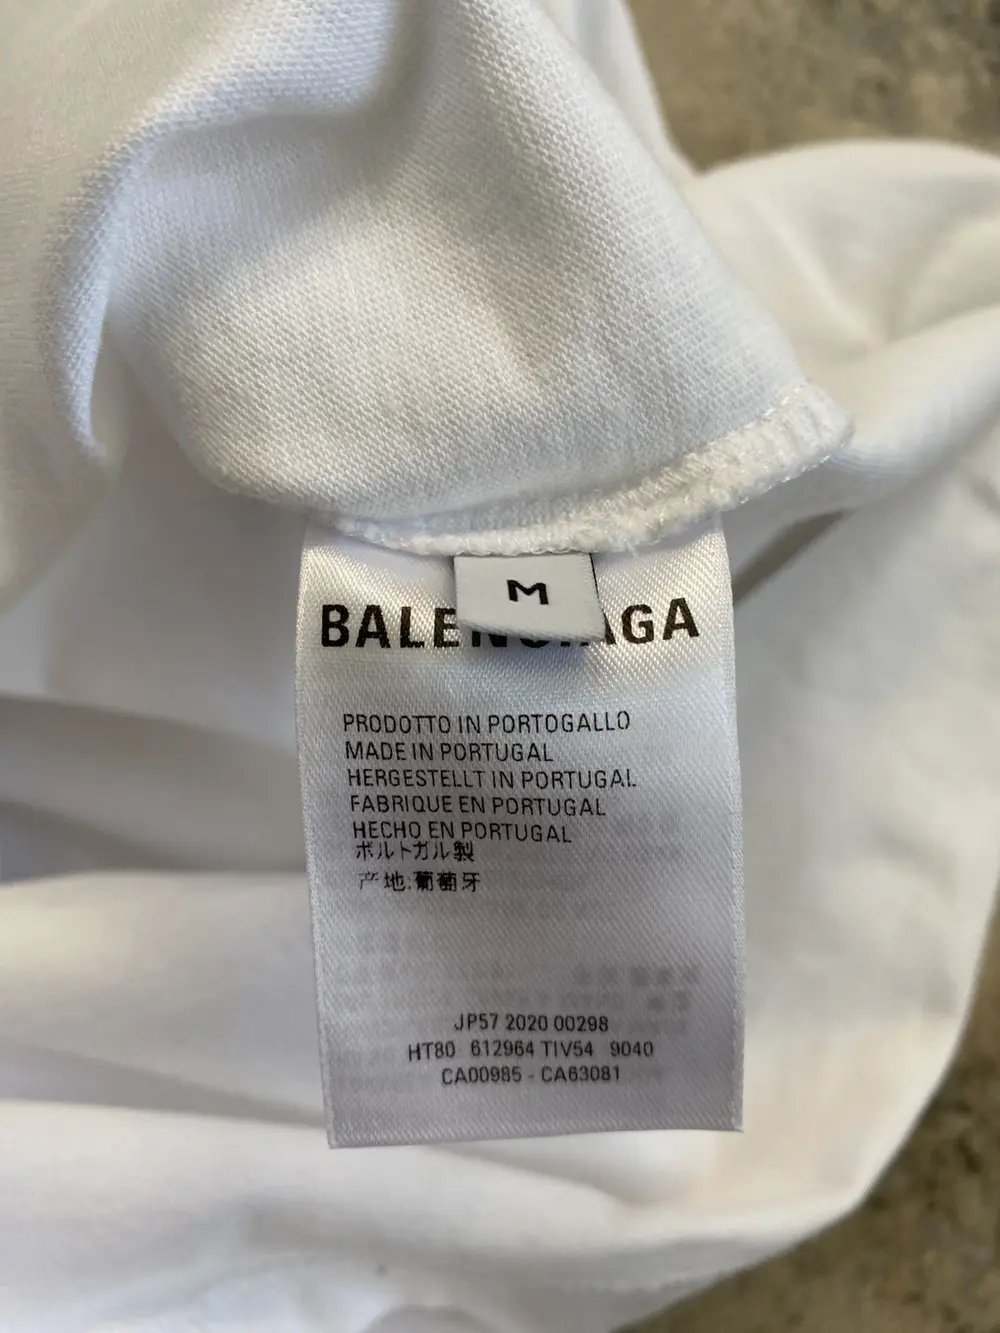 M
BALENCIAGA
PRODOTTO IN PORTOGALLO
MADE IN PORTUGAL
HERGESTELLT IN PORTUGAL
FABRIQUE EN PORTUGAL
HECHO EN PORTUGAL
ポルトガル製
产地:葡萄牙
JP57 2020 00298
HT80 612964 TIV54 9040
CA00985 - CA63081